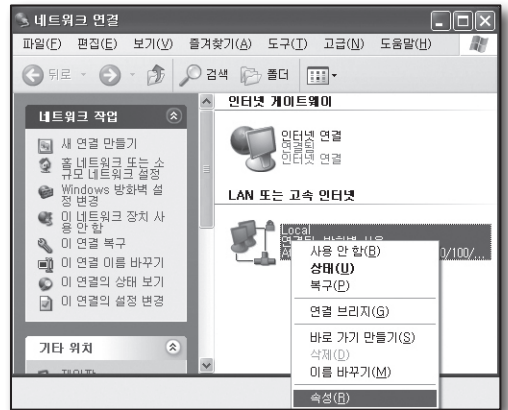 네트워크 연결
파일(F) 편집(E) 보기(V) 즐겨찾기(A) 도구(T) 고급(N) 도움말(H)
뒤로 검색 폴더
네트워크 작업
새 연결 만들기
홈 네트워크 또는 소
규모 네트워크 설정
Windows 방화벽 설
정 변경
이 네트워크 장치 사
용 안 함
이 연결 복구
이 연결 이름 바꾸기
이 연결의 상태 보기
이 연결의 설정 변경
기타 위치
인터넷 게이트웨이
인터넷 연결
연결됨
인터넷 연결
LAN 또는 고속 인터넷
Local
0/100/...
사용 안 함(B)
상태(U)
복구(P)
연결 브리지(G)
바로 가기 만들기(S)
삭제(D)
이름 바꾸기(M)
속성(R)